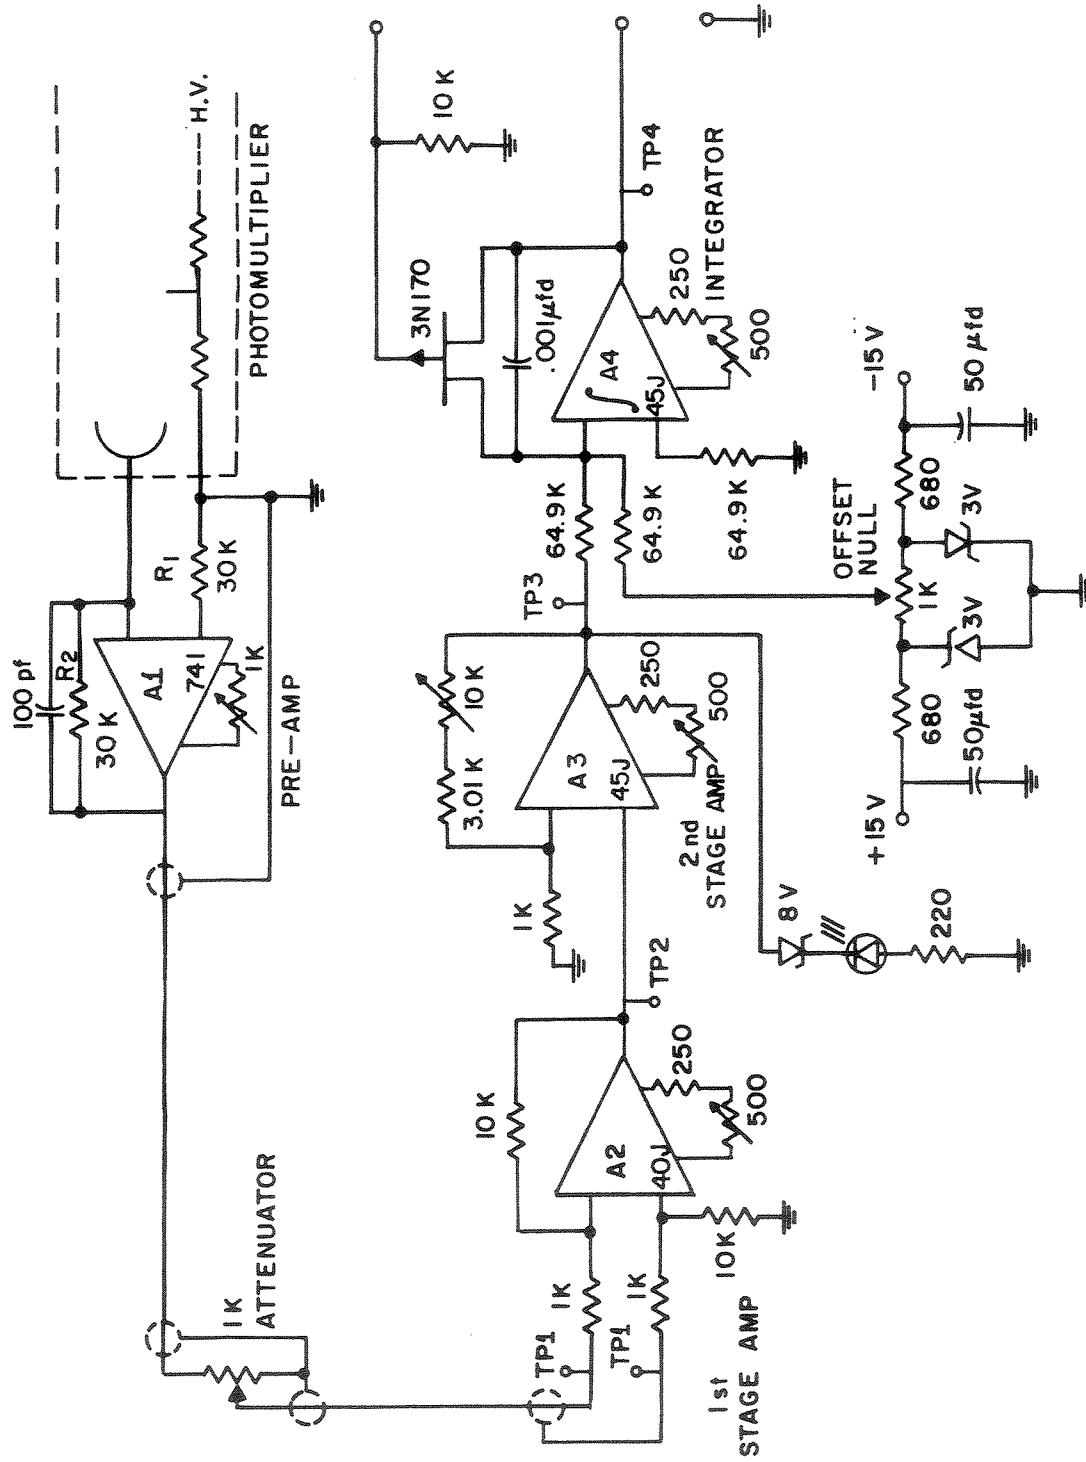 100 pf
R2
30 K
A1
741
1K
PRE-AMP
R1
30 K
H.V.
PHOTOMULTIPLIER
1K
ATTENUATOR
TP1
TP1
1K
1K
10K
1st
STAGE AMP
10 K
A2
40J
250
500
TP2
1K
3.01 K
10 K
A3
45J
250
500
2nd
STAGE AMP
TP3
8 V
220
64.9 K
64.9 K
64.9 K
3N170
10 K
.001µfd
A4
45J
250
500
INTEGRATOR
TP4
OFFSET
NULL
+15 V
50µfd
680
3V
1K
3V
680
-15 V
50 µfd